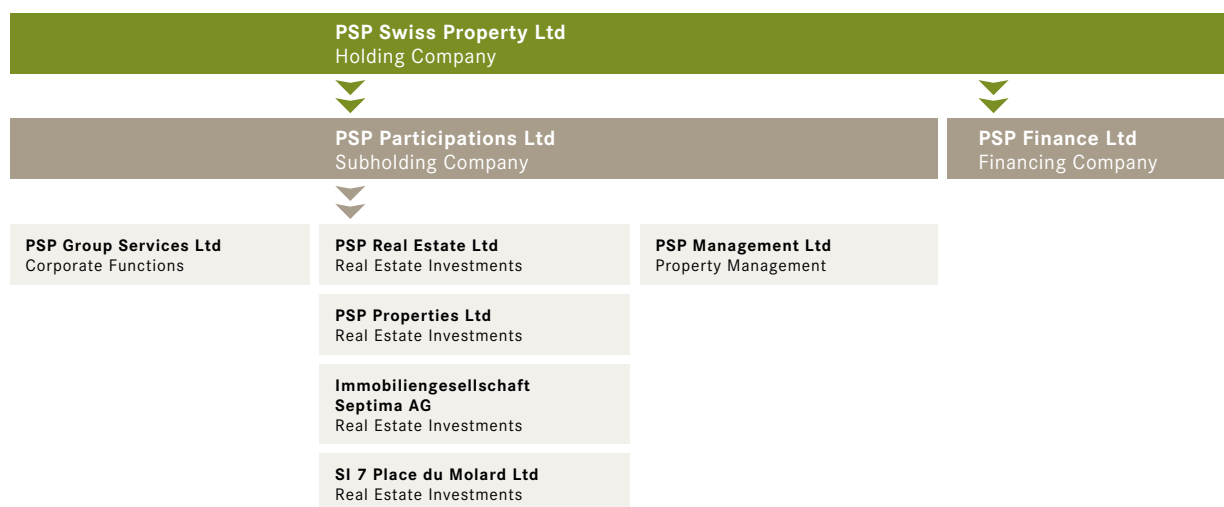 PSP Swiss Property Ltd
Holding Company
PSP Participations Ltd
Subholding Company
PSP Finance Ltd
Financing Company
PSP Group Services Ltd
Corporate Functions
PSP Real Estate Ltd
Real Estate Investments
PSP Management Ltd
Property Management
PSP Properties Ltd
Real Estate Investments
Immobiliengesellschaft
Septima AG
Real Estate Investments
SI 7 Place du Molard Ltd
Real Estate Investments